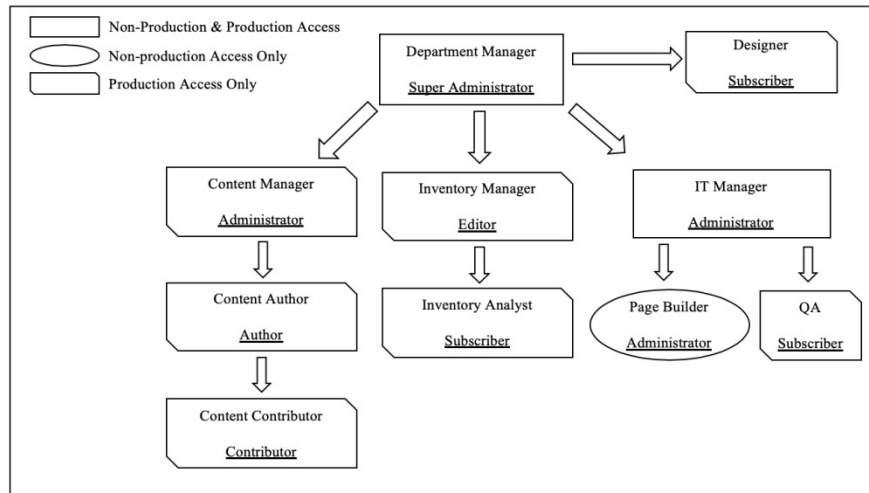 Non-Production & Production Access
Non-production Access Only
Production Access Only
Department Manager
Super Administrator
Designer
Subscriber
Content Manager
Administrator
Inventory Manager
Editor
IT Manager
Administrator
Content Author
Author
Inventory Analyst
Subscriber
Page Builder
Administrator
QA
Subscriber
Content Contributor
Contributor